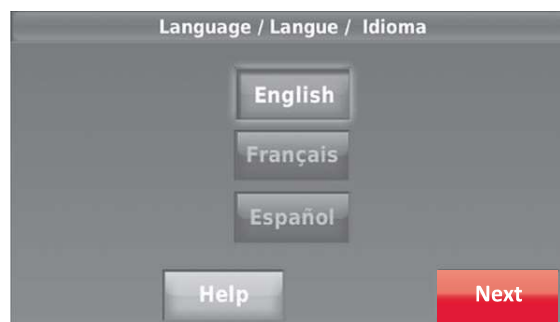 Language / Langue / Idioma
English
Français
Español
Help
Next